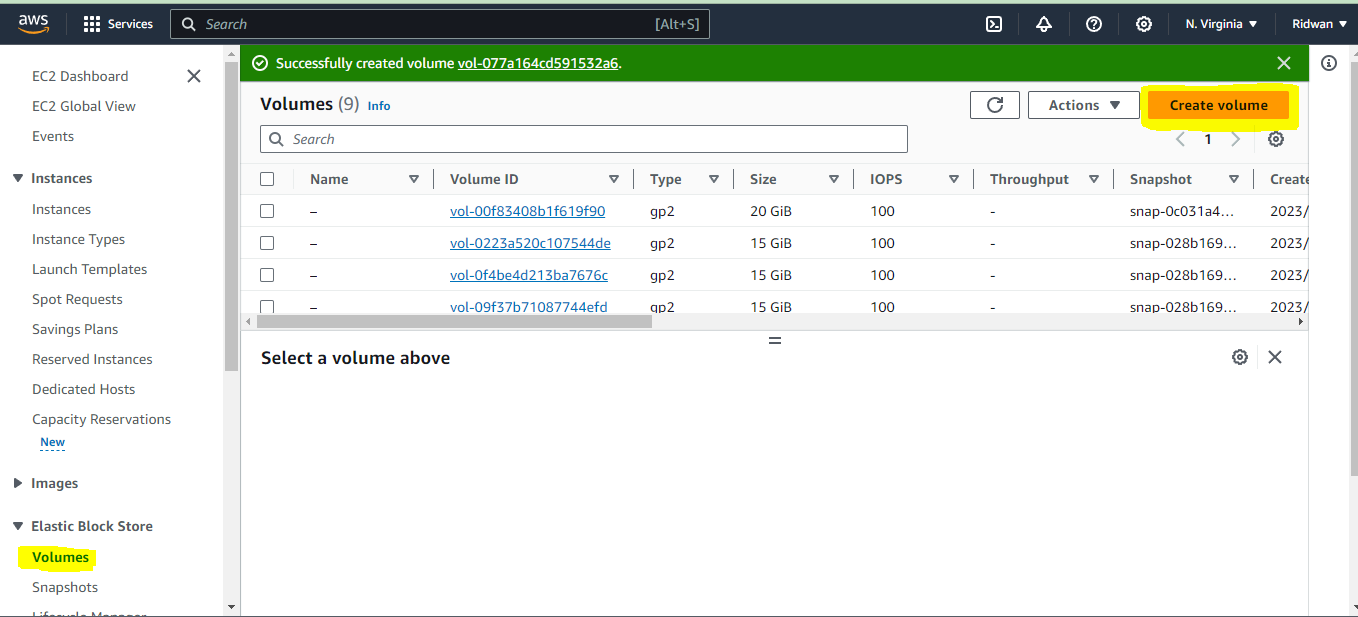 aws Services Search [Alt+S] N. Virginia Ridwan
EC2 Dashboard
EC2 Global View
Events
Instances
Instances
Instance Types
Launch Templates
Spot Requests
Savings Plans
Reserved Instances
Dedicated Hosts
Capacity Reservations
New
Images
Elastic Block Store
Volumes
Snapshots
Lifecycle Manager
Successfully created volume vol-077a164cd591532a6.
Volumes (9) Info Actions Create volume
Search 1
Name Volume ID Type Size IOPS Throughput Snapshot Create
– vol-00f83408b1f619f90 gp2 20 GiB 100 - snap-0c031a4... 2023/
– vol-0223a520c107544de gp2 15 GiB 100 - snap-028b169... 2023/
– vol-0f4be4d213ba7676c gp2 15 GiB 100 - snap-028b169... 2023/
– vol-09f37b71087744efd gp2 15 GiB 100 - snap-028b169... 2023/
Select a volume above